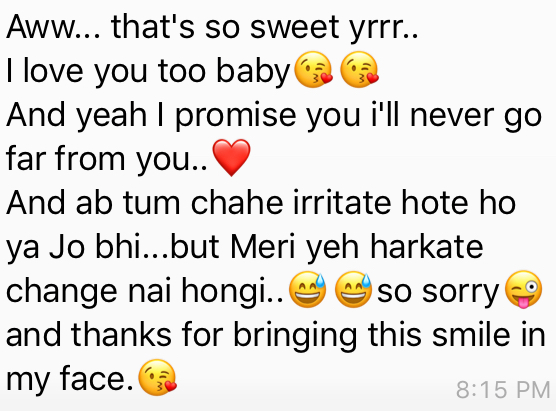 Aww... that's so sweet yrrr..
I love you too baby😘😘
And yeah I promise you i'll never go
far from you..❤️
And ab tum chahe irritate hote ho
ya Jo bhi...but Meri yeh harkate
change nai hongi..😅😅so sorry😜
and thanks for bringing this smile in
my face.😘
8:15 PM